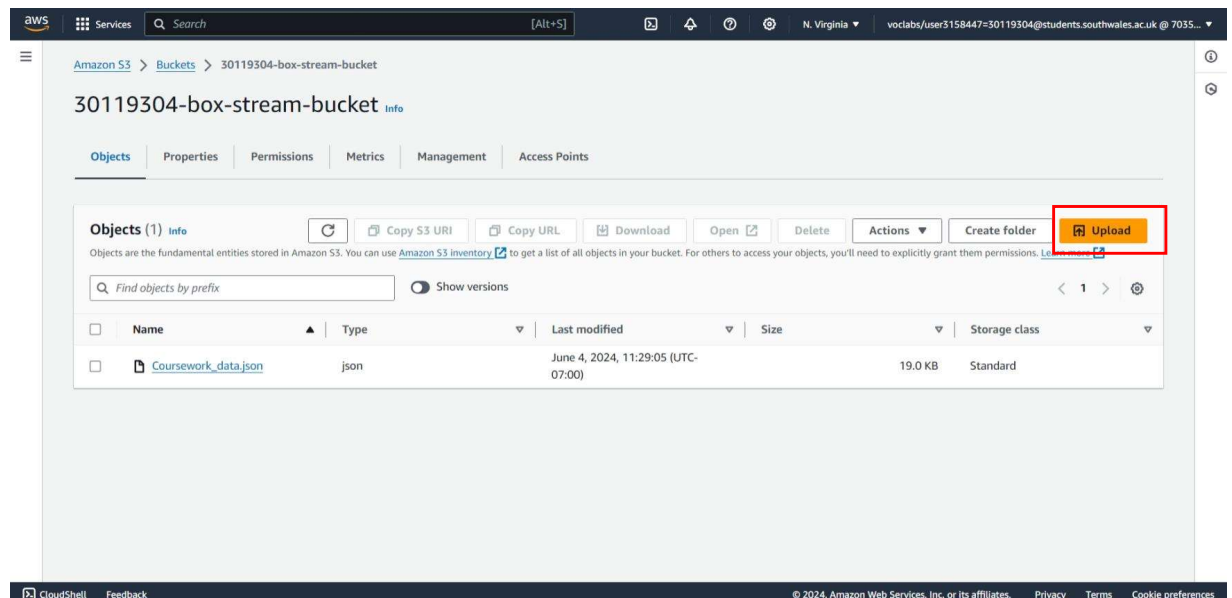 aws Services Search [Alt+S] N. Virginia ▼ voclabs/user3158447=30119304@students.southwales.ac.uk @ 7035... ▼
Amazon S3 > Buckets > 30119304-box-stream-bucket
30119304-box-stream-bucket Info
Objects Properties Permissions Metrics Management Access Points
Objects (1) Info Copy S3 URI Copy URL Download Open Delete Actions ▼ Create folder Upload
Objects are the fundamental entities stored in Amazon S3. You can use Amazon S3 inventory to get a list of all objects in your bucket. For others to access your objects, you'll need to explicitly grant them permissions. Learn more
Find objects by prefix Show versions < 1 >
Name Type Last modified Size Storage class
Coursework_data.json json June 4, 2024, 11:29:05 (UTC-
07:00) 19.0 KB Standard
CloudShell Feedback © 2024, Amazon Web Services, Inc. or its affiliates. Privacy Terms Cookie preferences